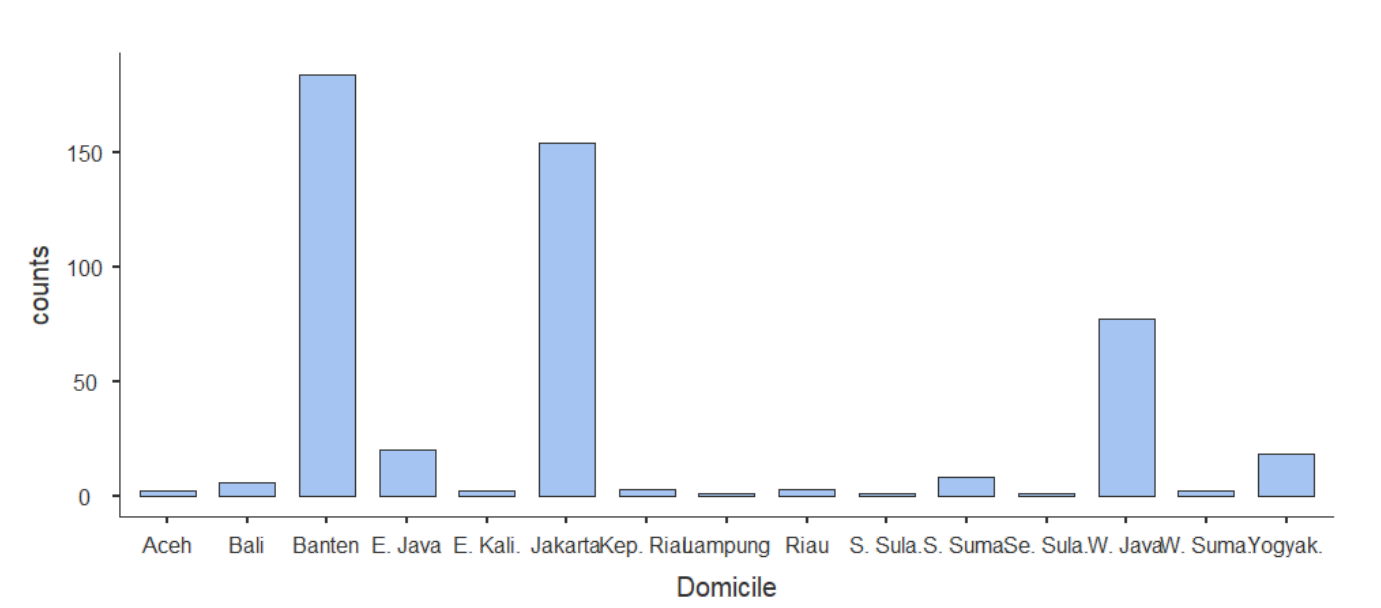 counts
150
100
50
0
Aceh Bali Banten E. Java E. Kali. Jakarta Kep. Riau Lampung Riau S. Sula. S. Suma Se. Sula. W. Java W. Suma. Yogyak.
Domicile